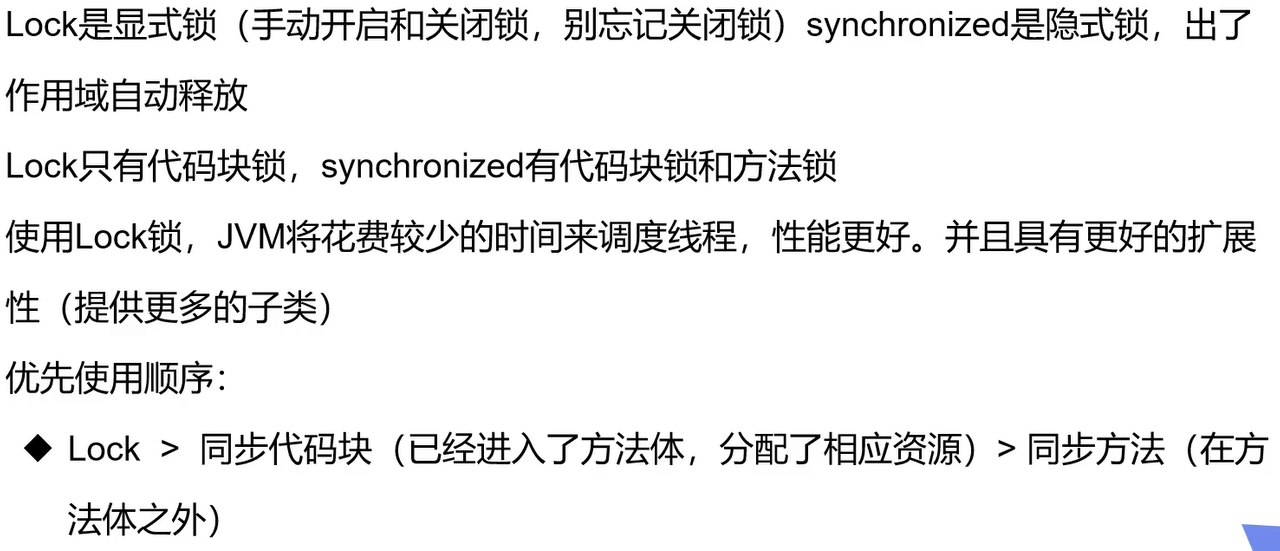 Lock是显式锁（手动开启和关闭锁，别忘记关闭锁）synchronized是隐式锁，出了
作用域自动释放
Lock只有代码块锁，synchronized有代码块锁和方法锁
使用Lock锁，JVM将花费较少的时间来调度线程，性能更好。并且具有更好的扩展
性（提供更多的子类）
优先使用顺序：
◆ Lock > 同步代码块（已经进入了方法体，分配了相应资源）> 同步方法（在方
法体之外）